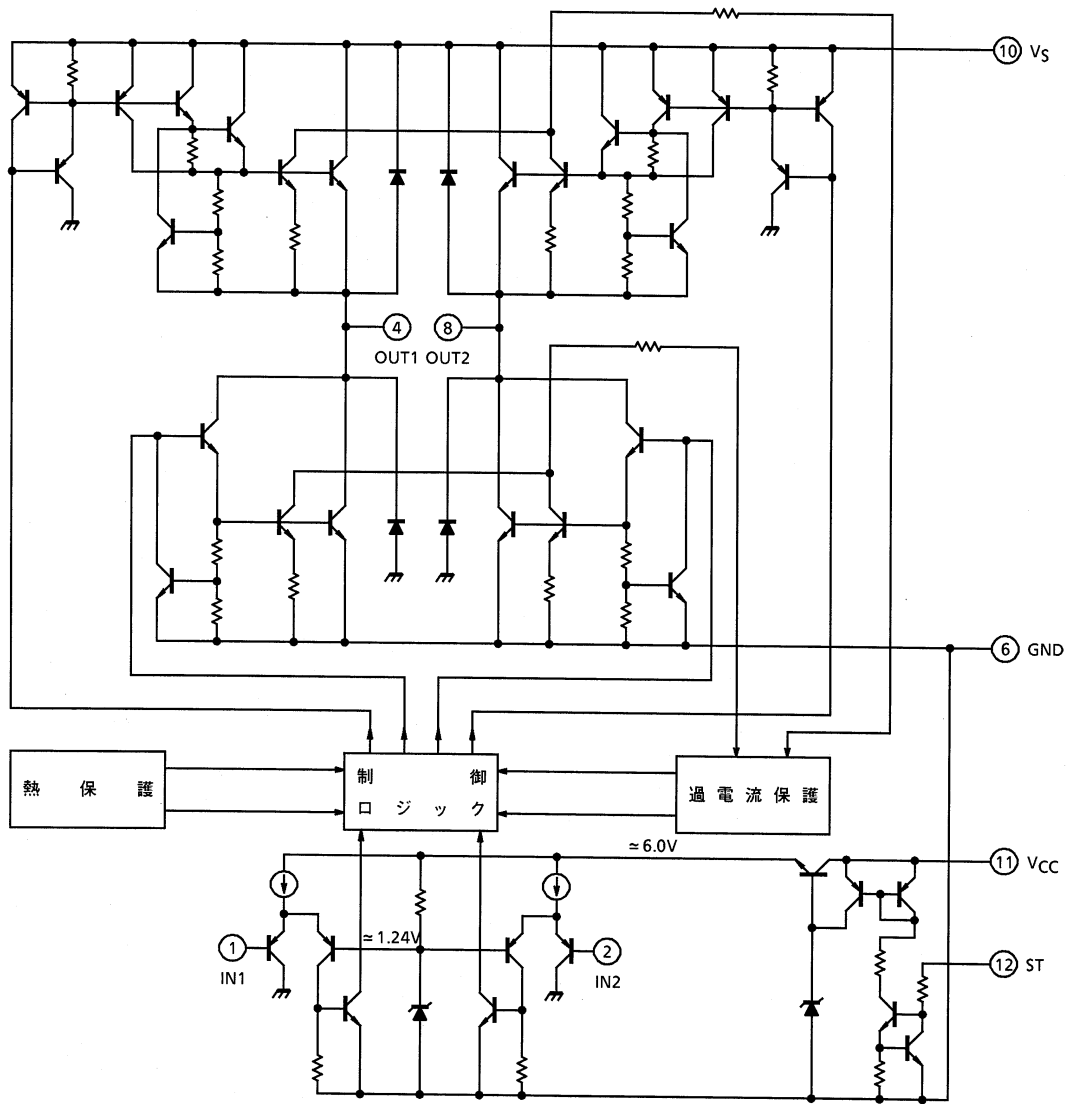 10 VS
4 8
OUT1 OUT2
6 GND
熱保護
制御
ロジック
過電流保護
≃6.0V
11 VCC
1
IN1
≃1.24V
2
IN2
12 ST